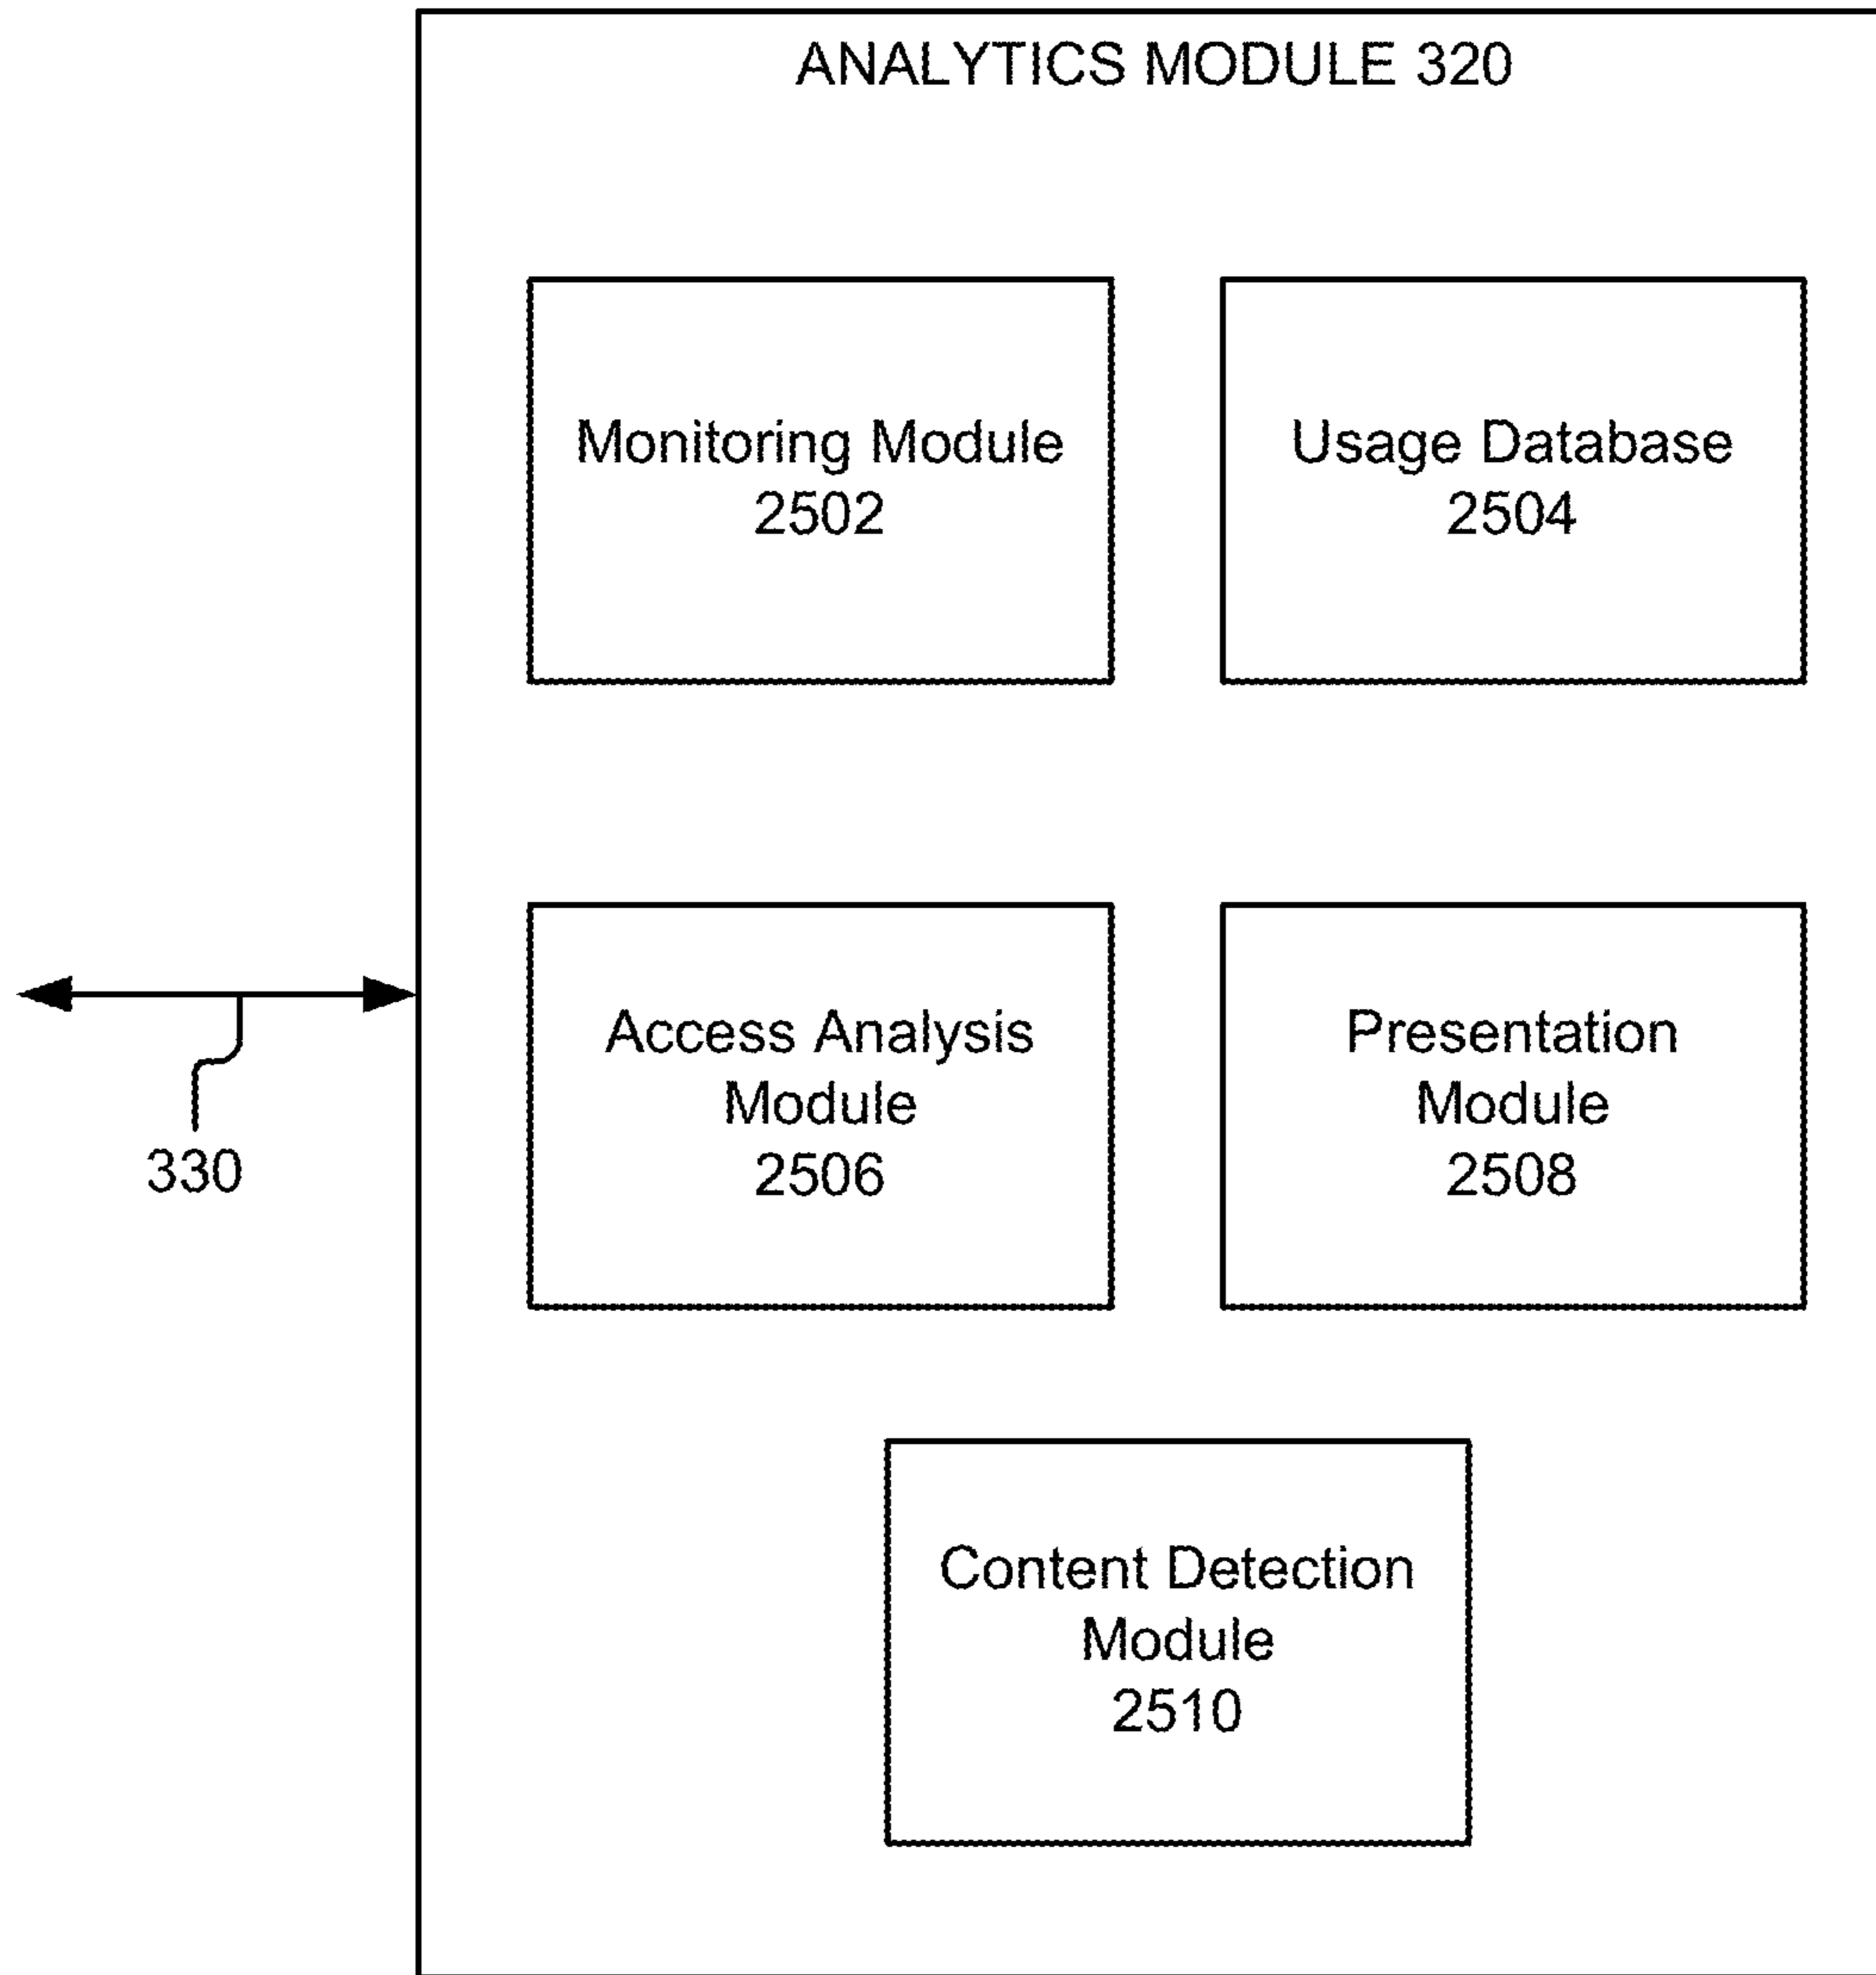 ANALYTICS MODULE 320
Monitoring Module
2502
Usage Database
2504
Access Analysis
Module
2506
Presentation
Module
2508
330
Content Detection
Module
2510